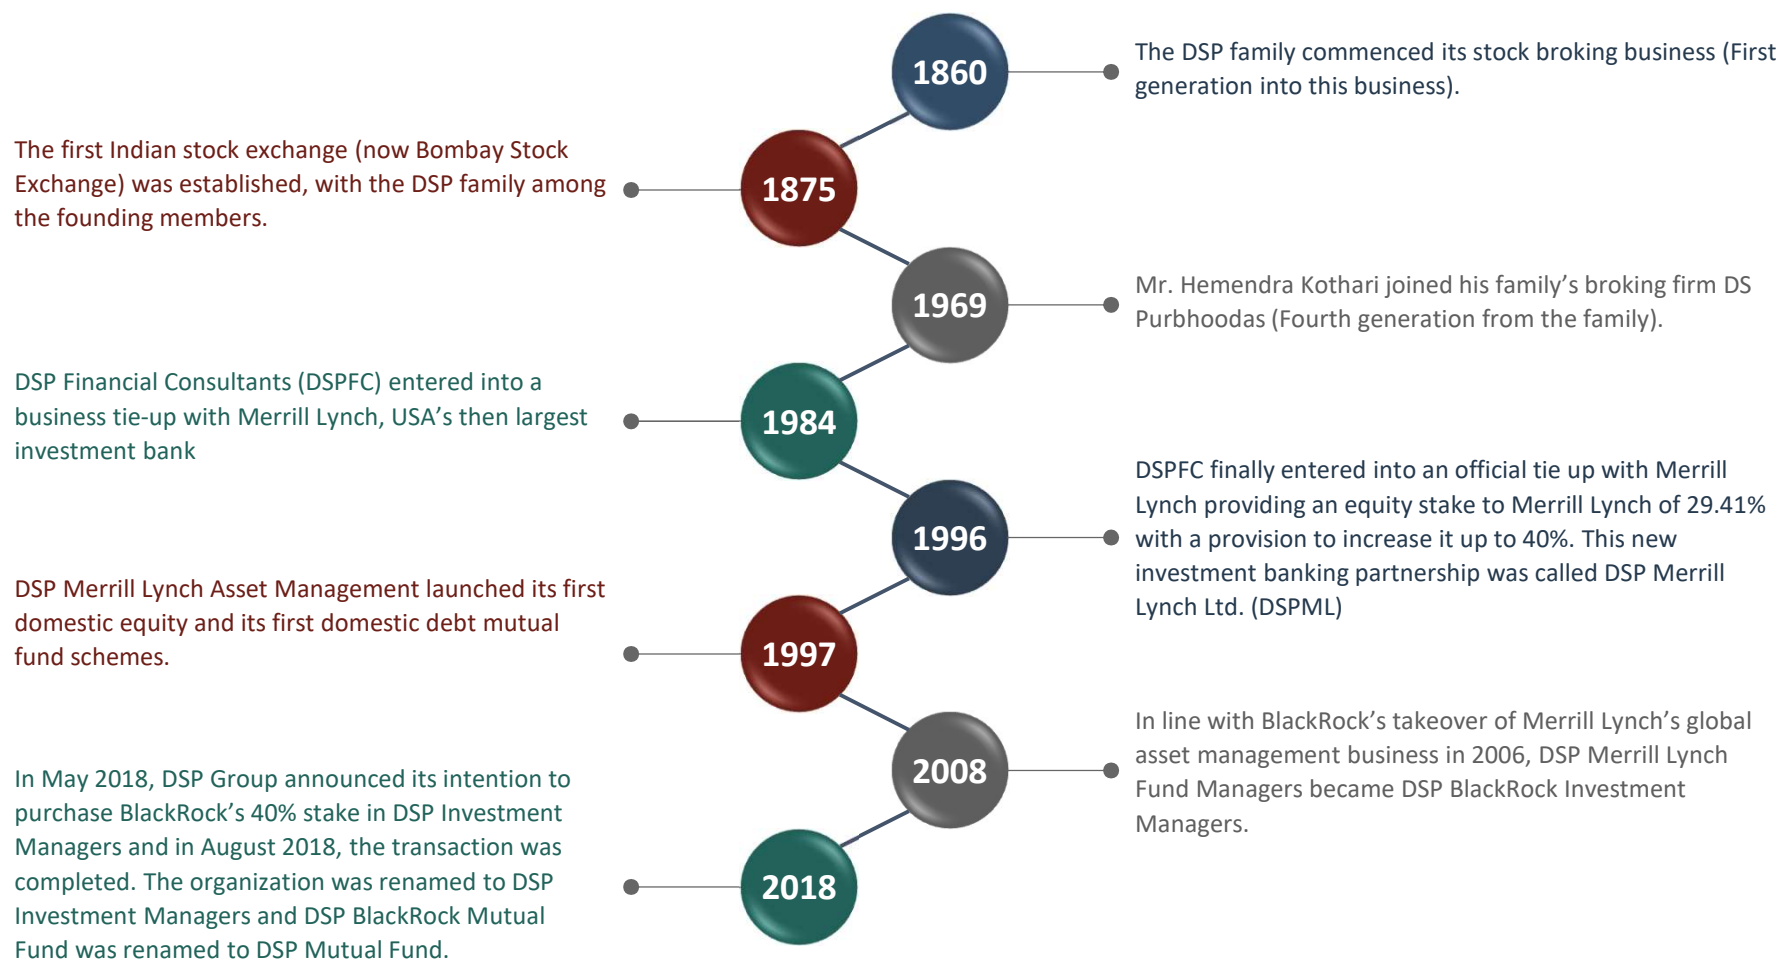 1860
The DSP family commenced its stock broking business (First
generation into this business).
The first Indian stock exchange (now Bombay Stock
Exchange) was established, with the DSP family among
the founding members.
1875
1969
Mr. Hemendra Kothari joined his family’s broking firm DS
Purbhoodas (Fourth generation from the family).
DSP Financial Consultants (DSPFC) entered into a
business tie-up with Merrill Lynch, USA’s then largest
investment bank
1984
1996
DSPFC finally entered into an official tie up with Merrill
Lynch providing an equity stake to Merrill Lynch of 29.41%
with a provision to increase it up to 40%. This new
investment banking partnership was called DSP Merrill
Lynch Ltd. (DSPML)
DSP Merrill Lynch Asset Management launched its first
domestic equity and its first domestic debt mutual
fund schemes.
1997
2008
In line with BlackRock’s takeover of Merrill Lynch’s global
asset management business in 2006, DSP Merrill Lynch
Fund Managers became DSP BlackRock Investment
Managers.
In May 2018, DSP Group announced its intention to
purchase BlackRock’s 40% stake in DSP Investment
Managers and in August 2018, the transaction was
completed. The organization was renamed to DSP
Investment Managers and DSP BlackRock Mutual
Fund was renamed to DSP Mutual Fund.
2018